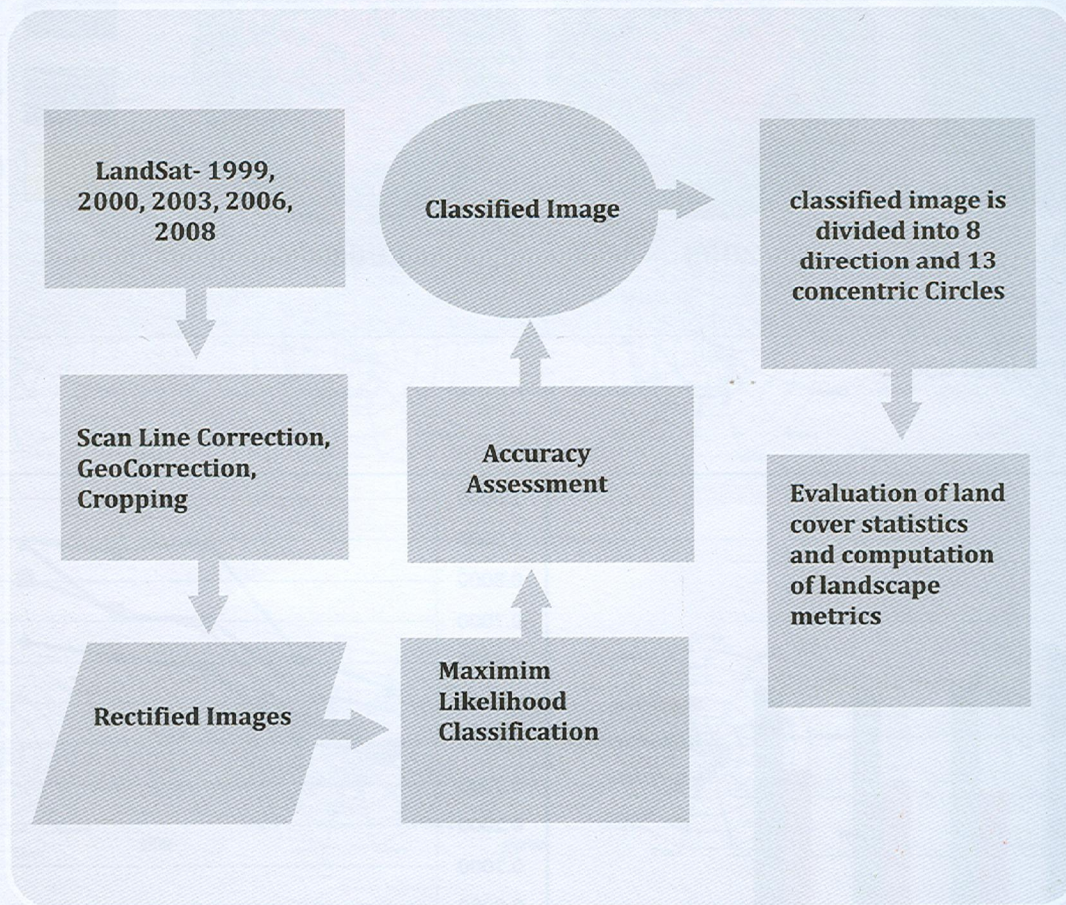 LandSat- 1999,
2000, 2003, 2006,
2008
Scan Line Correction,
GeoCorrection,
Cropping
Rectified Images
Maximim
Likelihood
Classification
Accuracy
Assessment
Classified Image
classified image is
divided into 8
direction and 13
concentric Circles
Evaluation of land
cover statistics
and computation
of landscape
metrics